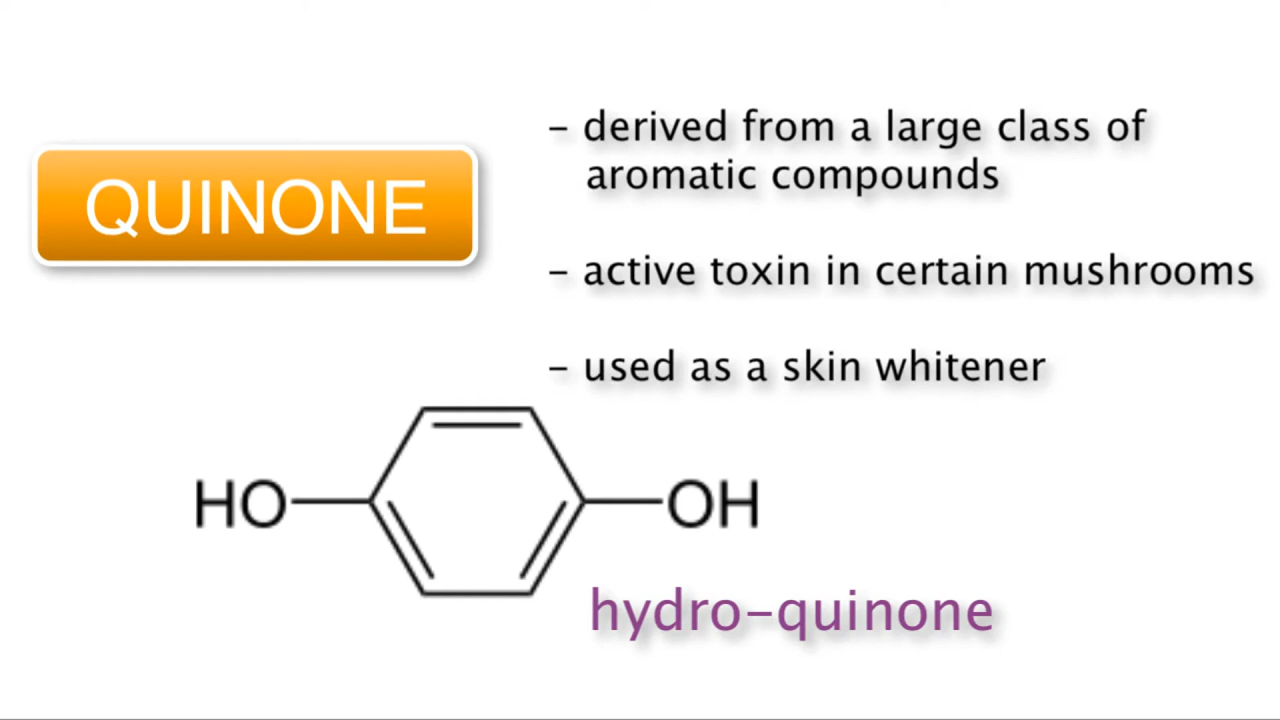 QUINONE
- derived from a large class of
aromatic compounds
- active toxin in certain mushrooms
- used as a skin whitener
HO OH
hydro-quinone